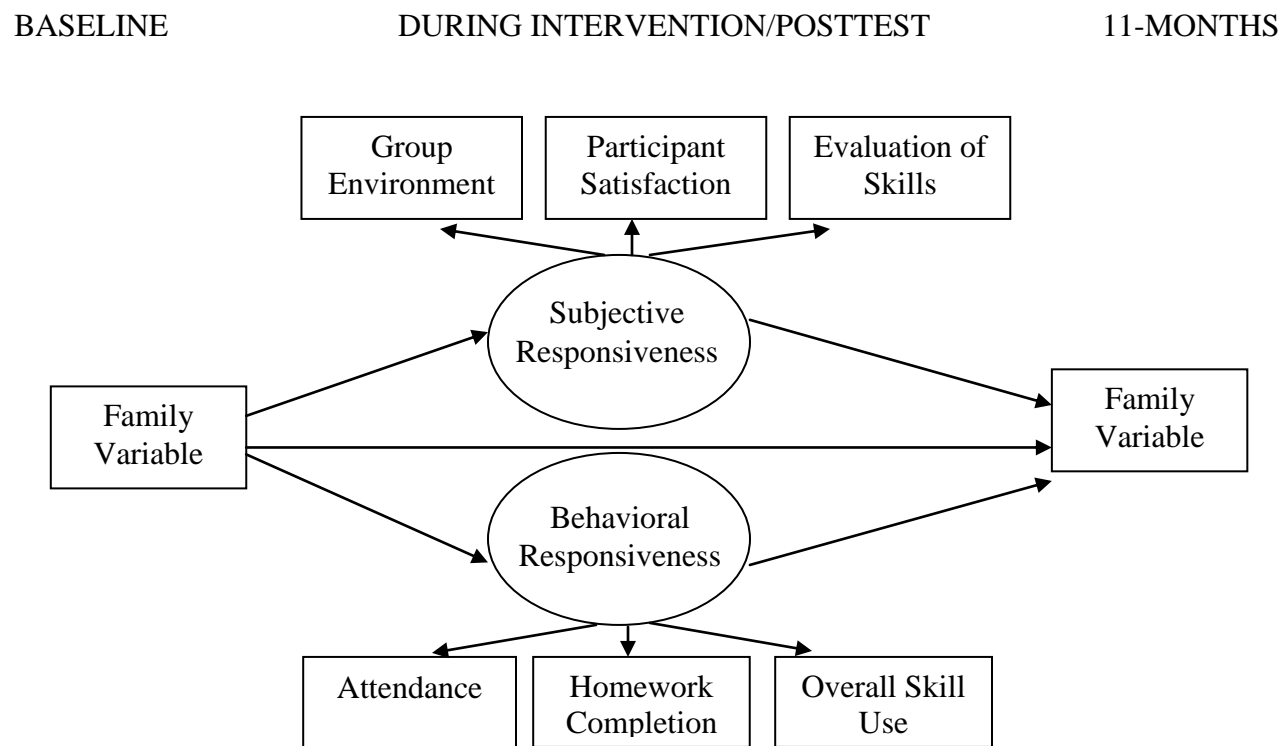 BASELINE DURING INTERVENTION/POSTTEST 11-MONTHS
Group
Environment
Participant
Satisfaction
Evaluation of
Skills
Subjective
Responsiveness
Family
Variable
Family
Variable
Behavioral
Responsiveness
Attendance
Homework
Completion
Overall Skill
Use